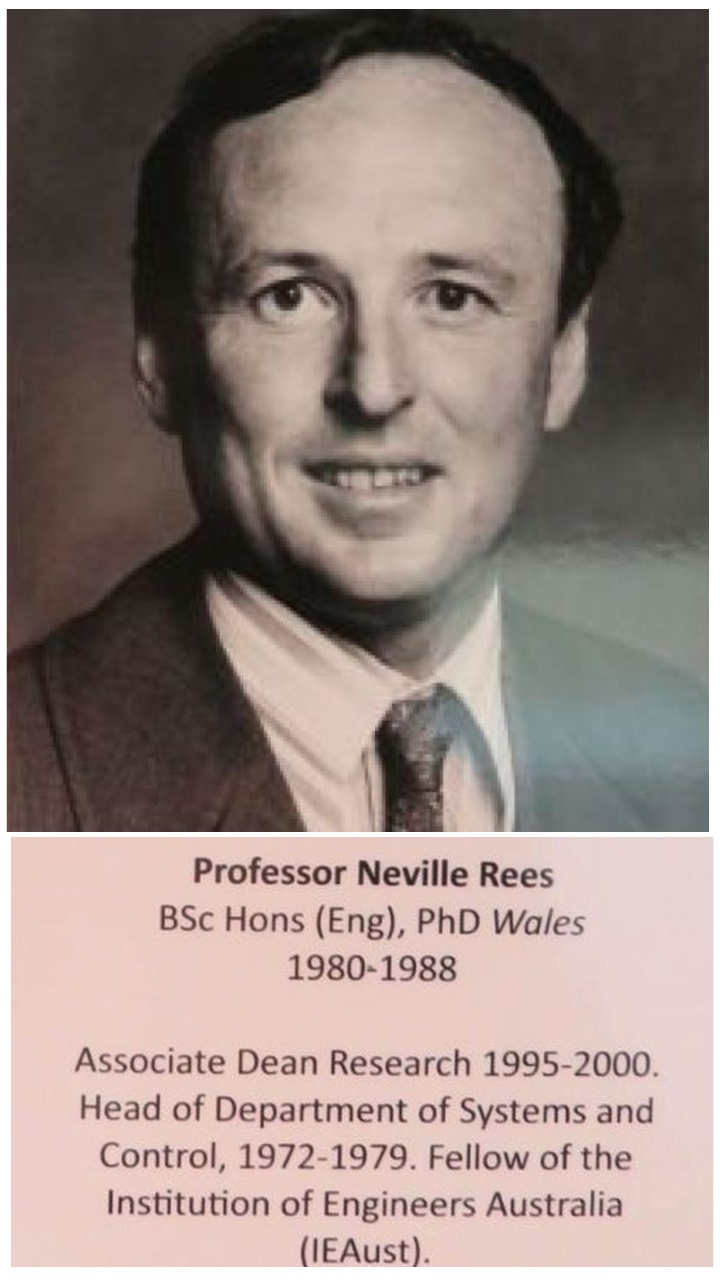 Professor Neville Rees
BSc Hons (Eng), PhD Wales
1980-1988
Associate Dean Research 1995-2000.
Head of Department of Systems and
Control, 1972-1979. Fellow of the
Institution of Engineers Australia
(IEAust).